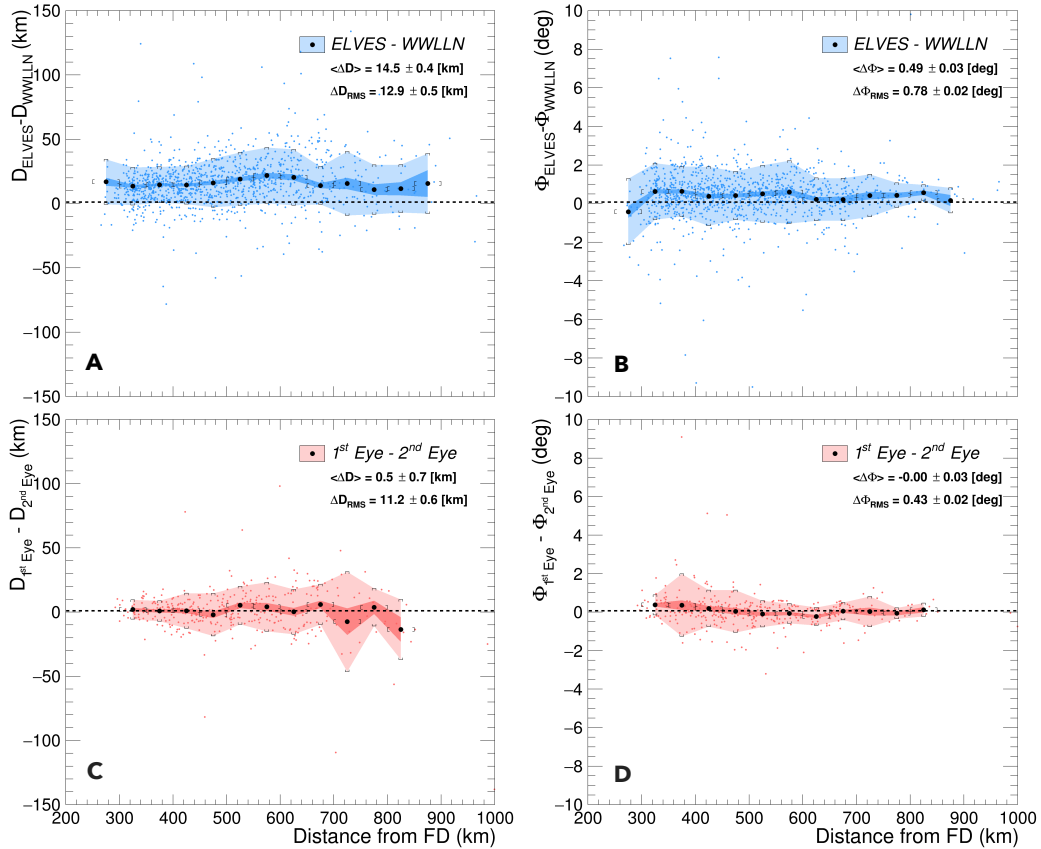 D_ELVES-D_WWLLN (km)
150
100
50
0
−50
−100
−150
ELVES - WWLLN
<ΔD> = 14.5 ± 0.4 [km]
ΔD_RMS = 12.9 ± 0.5 [km]
A
Φ_ELVES-Φ_WWLLN (deg)
10
8
6
4
2
0
−2
−4
−6
−8
−10
ELVES - WWLLN
<ΔΦ> = 0.49 ± 0.03 [deg]
ΔΦ_RMS = 0.78 ± 0.02 [deg]
B
D_1st Eye - D_2nd Eye (km)
150
100
50
0
−50
−100
−150
1st Eye - 2nd Eye
<ΔD> = 0.5 ± 0.7 [km]
ΔD_RMS = 11.2 ± 0.6 [km]
C
200 300 400 500 600 700 800 900
Distance from FD (km)
Φ_1st Eye - Φ_2nd Eye (deg)
10
8
6
4
2
0
−2
−4
−6
−8
−10
1st Eye - 2nd Eye
<ΔΦ> = -0.00 ± 0.03 [deg]
ΔΦ_RMS = 0.43 ± 0.02 [deg]
D
200 300 400 500 600 700 800 900 1000
Distance from FD (km)